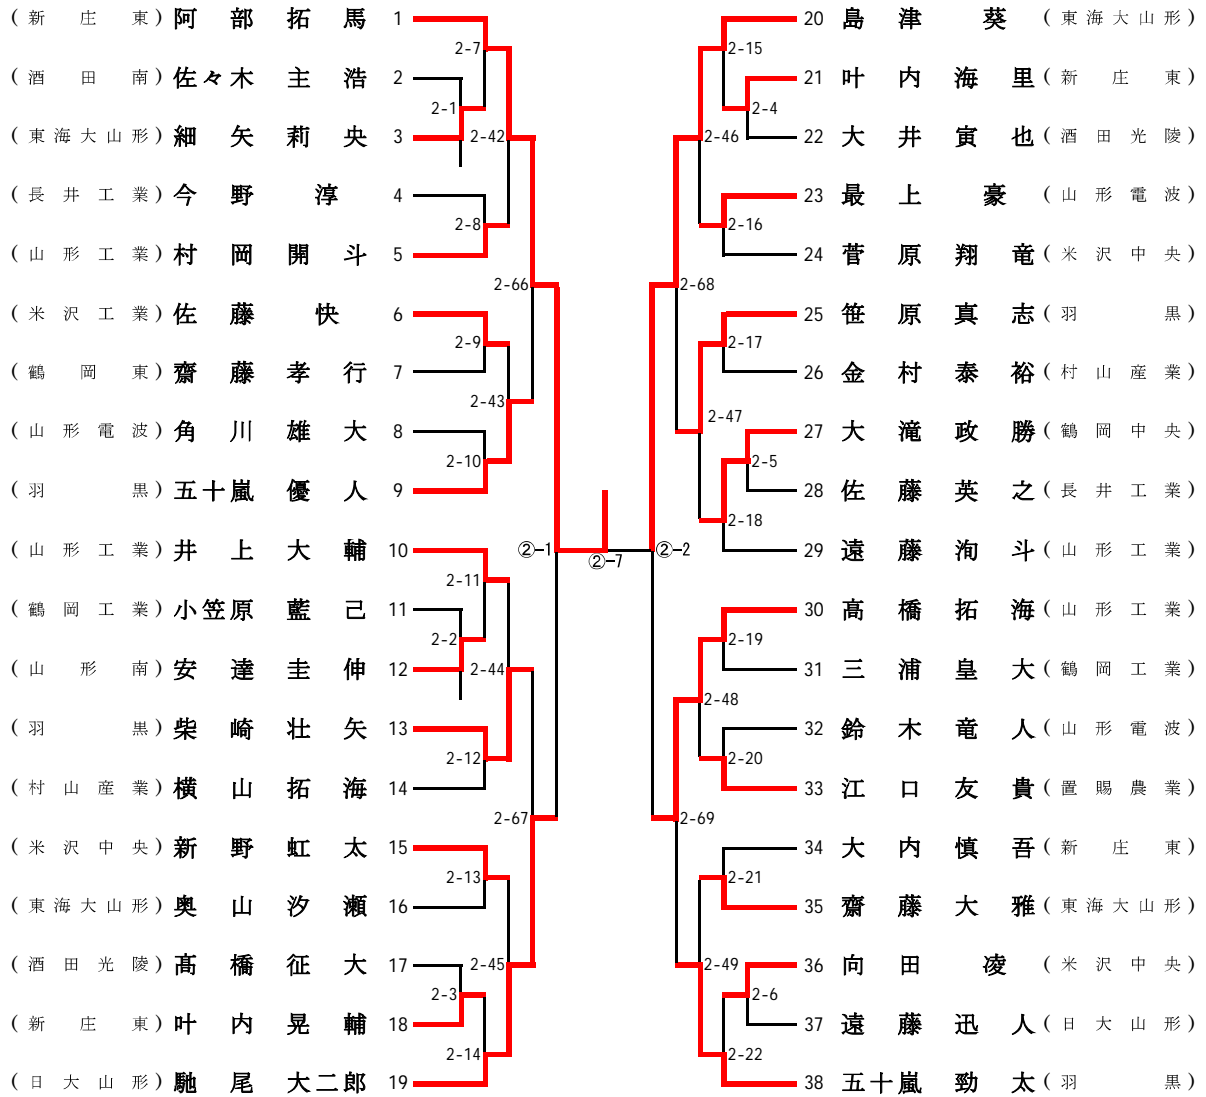 (新庄東) 阿部拓馬 1
(酒田南) 佐々木主浩 2
(東海大山形) 細矢莉央 3
(長井工業) 今野淳 4
(山形工業) 村岡開斗 5
(米沢工業) 佐藤快 6
(鶴岡東) 齋藤孝行 7
(山形電波) 角川雄大 8
(羽黒) 五十嵐優人 9
(山形工業) 井上大輔 10
(鶴岡工業) 小笠原藍己 11
(山形南) 安達圭伸 12
(羽黒) 柴崎壮矢 13
(村山産業) 横山拓海 14
(米沢中央) 新野虹太 15
(東海大山形) 奥山汐瀬 16
(酒田光陵) 髙橋征大 17
(新庄東) 叶内晃輔 18
(日大山形) 馳尾大二郎 19
2-7
2-1
2-42
2-8
2-66
2-9
2-43
2-10
②-1
2-11
2-2
2-44
2-12
2-67
2-13
2-45
2-3
2-14
②-7
②-2
2-15
2-4
2-46
2-16
2-68
2-17
2-47
2-5
2-18
2-19
2-48
2-20
2-69
2-21
2-49
2-6
2-22
20 島津葵 (東海大山形)
21 叶内海里 (新庄東)
22 大井寅也 (酒田光陵)
23 最上豪 (山形電波)
24 菅原翔竜 (米沢中央)
25 笹原真志 (羽黒)
26 金村泰裕 (村山産業)
27 大滝政勝 (鶴岡中央)
28 佐藤英之 (長井工業)
29 遠藤洵斗 (山形工業)
30 髙橋拓海 (山形工業)
31 三浦皇大 (鶴岡工業)
32 鈴木竜人 (山形電波)
33 江口友貴 (置賜農業)
34 大内慎吾 (新庄東)
35 齋藤大雅 (東海大山形)
36 向田凌 (米沢中央)
37 遠藤迅人 (日大山形)
38 五十嵐勁太 (羽黒)